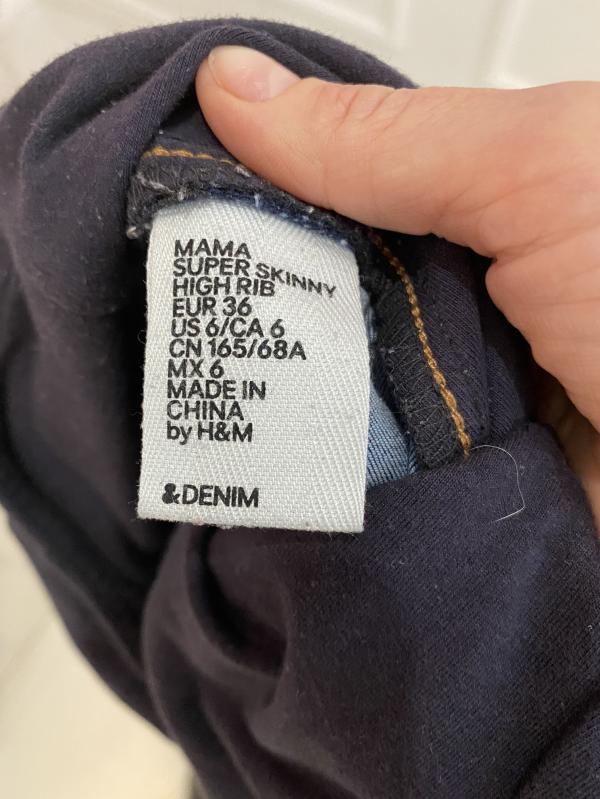 MAMA
SUPER SKINNY
HIGH RIB
EUR 36
US 6/CA 6
CN 165/68A
MX 6
MADE IN
CHINA
by H&M
&DENIM